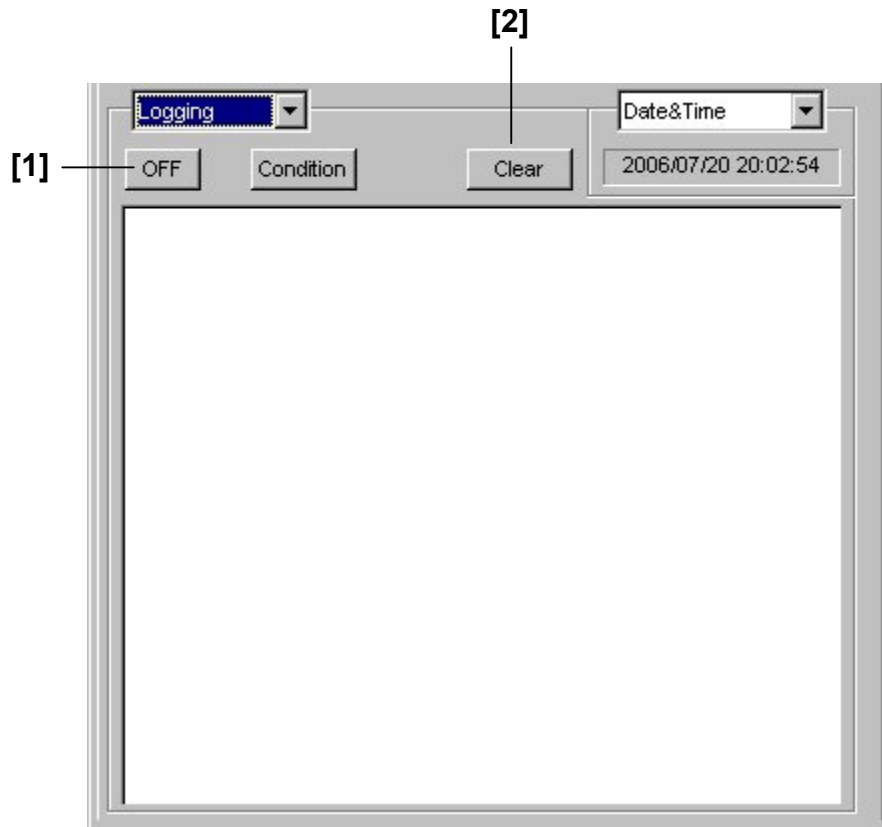 [2]
Logging
Date&Time
[1]
OFF
Condition
Clear
2006/07/20 20:02:54